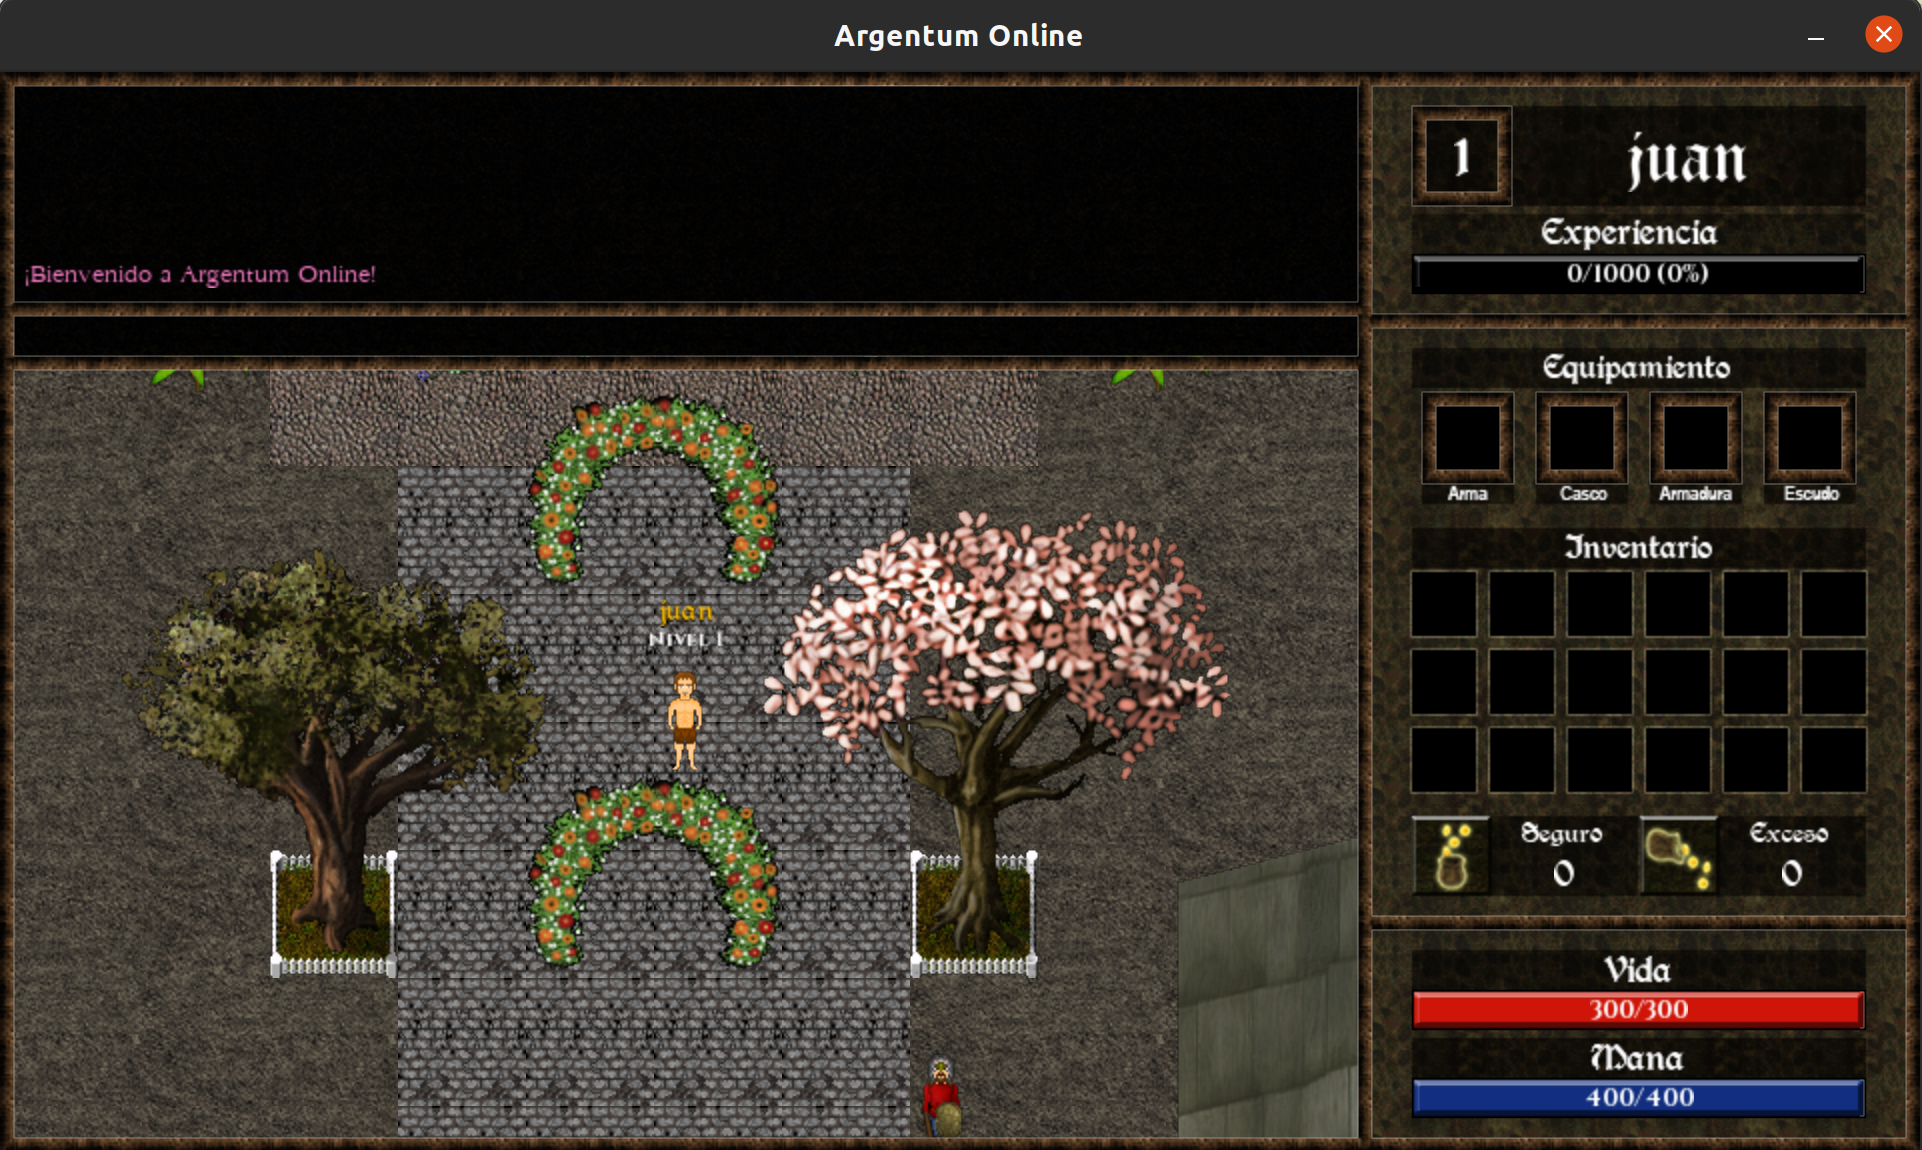 Argentum Online
¡Bienvenido a Argentum Online!
juan
NIVEL 1
1
juan
Experiencia
0/1000 (0%)
Equipamiento
Arma
Casco
Armadura
Escudo
Inventario
Seguro
0
Exceso
0
Vida
300/300
Mana
400/400